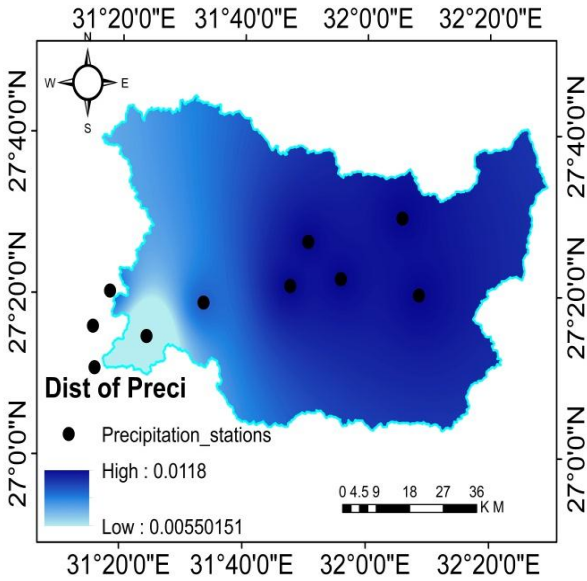 31°20'0"E 31°40'0"E 32°0'0"E 32°20'0"E
N
W E
S
27°40'0"N 27°40'0"N
27°20'0"N 27°20'0"N
27°0'0"N 27°0'0"N
Dist of Preci
Precipitation_stations
High : 0.0118
Low : 0.00550151
0 4.5 9 18 27 36
KM
31°20'0"E 31°40'0"E 32°0'0"E 32°20'0"E